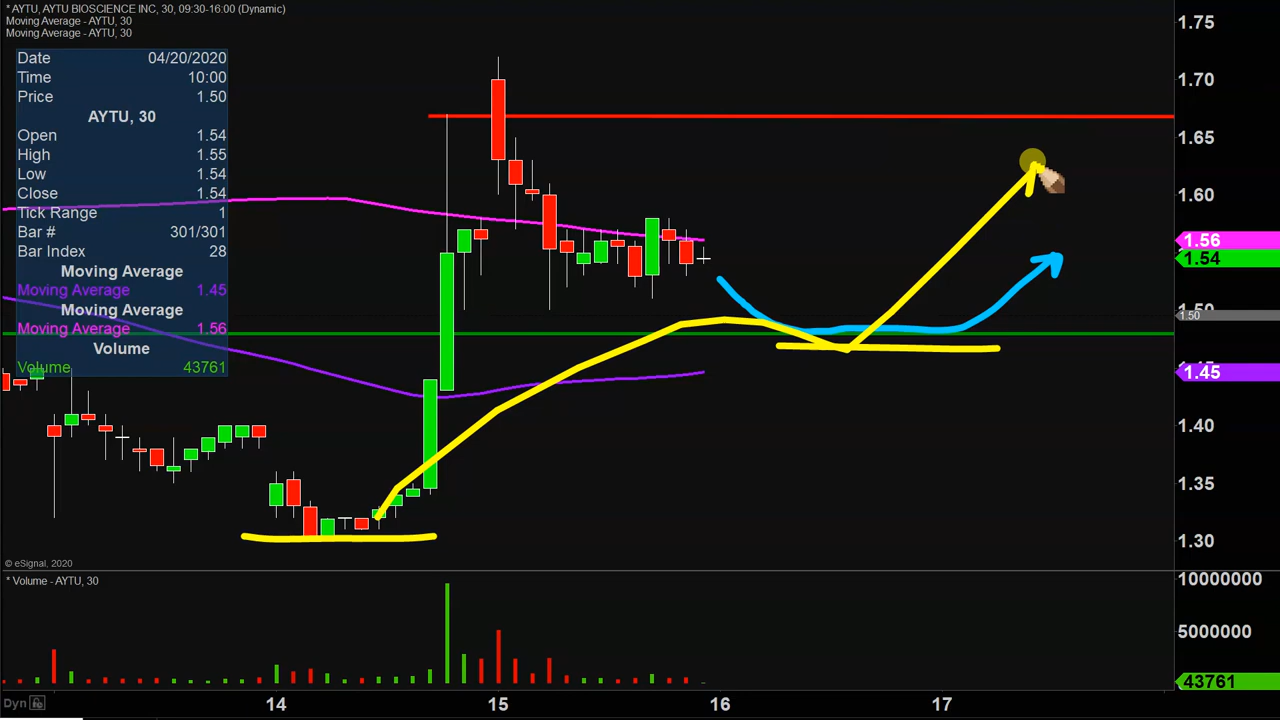 * AYTU, AYTU BIOSCIENCE INC, 30, 09:30-16:00 (Dynamic)
Moving Average - AYTU, 30
Moving Average - AYTU, 30
Date 04/20/2020
Time 10:00
Price 1.50
AYTU, 30
Open 1.54
High 1.55
Low 1.54
Close 1.54
Tick Range 1
Bar # 301/301
Bar Index 28
Moving Average
Moving Average 1.45
Moving Average
Moving Average 1.56
Volume
Volume 43761
1.75
1.70
1.65
1.60
1.56
1.54
1.50
1.50
1.45
1.40
1.35
1.30
© eSignal, 2020
* Volume - AYTU, 30
10000000
5000000
43761
Dyn
14 15 16 17